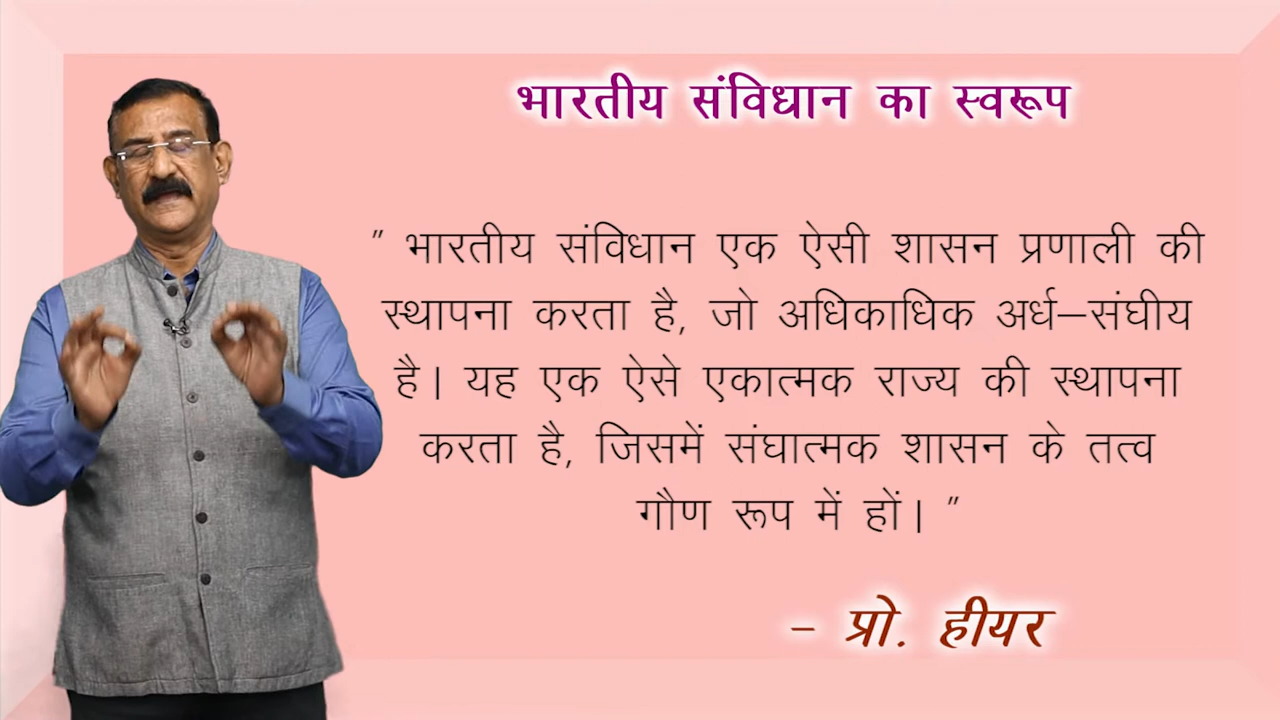 भारतीय संविधान का स्वरूप
" भारतीय संविधान एक ऐसी शासन प्रणाली की
स्थापना करता है, जो अधिकाधिक अर्ध–संघीय
है। यह एक ऐसे एकात्मक राज्य की स्थापना
करता है, जिसमें संघात्मक शासन के तत्व
गौण रूप में हों। "
– प्रो. हीयर